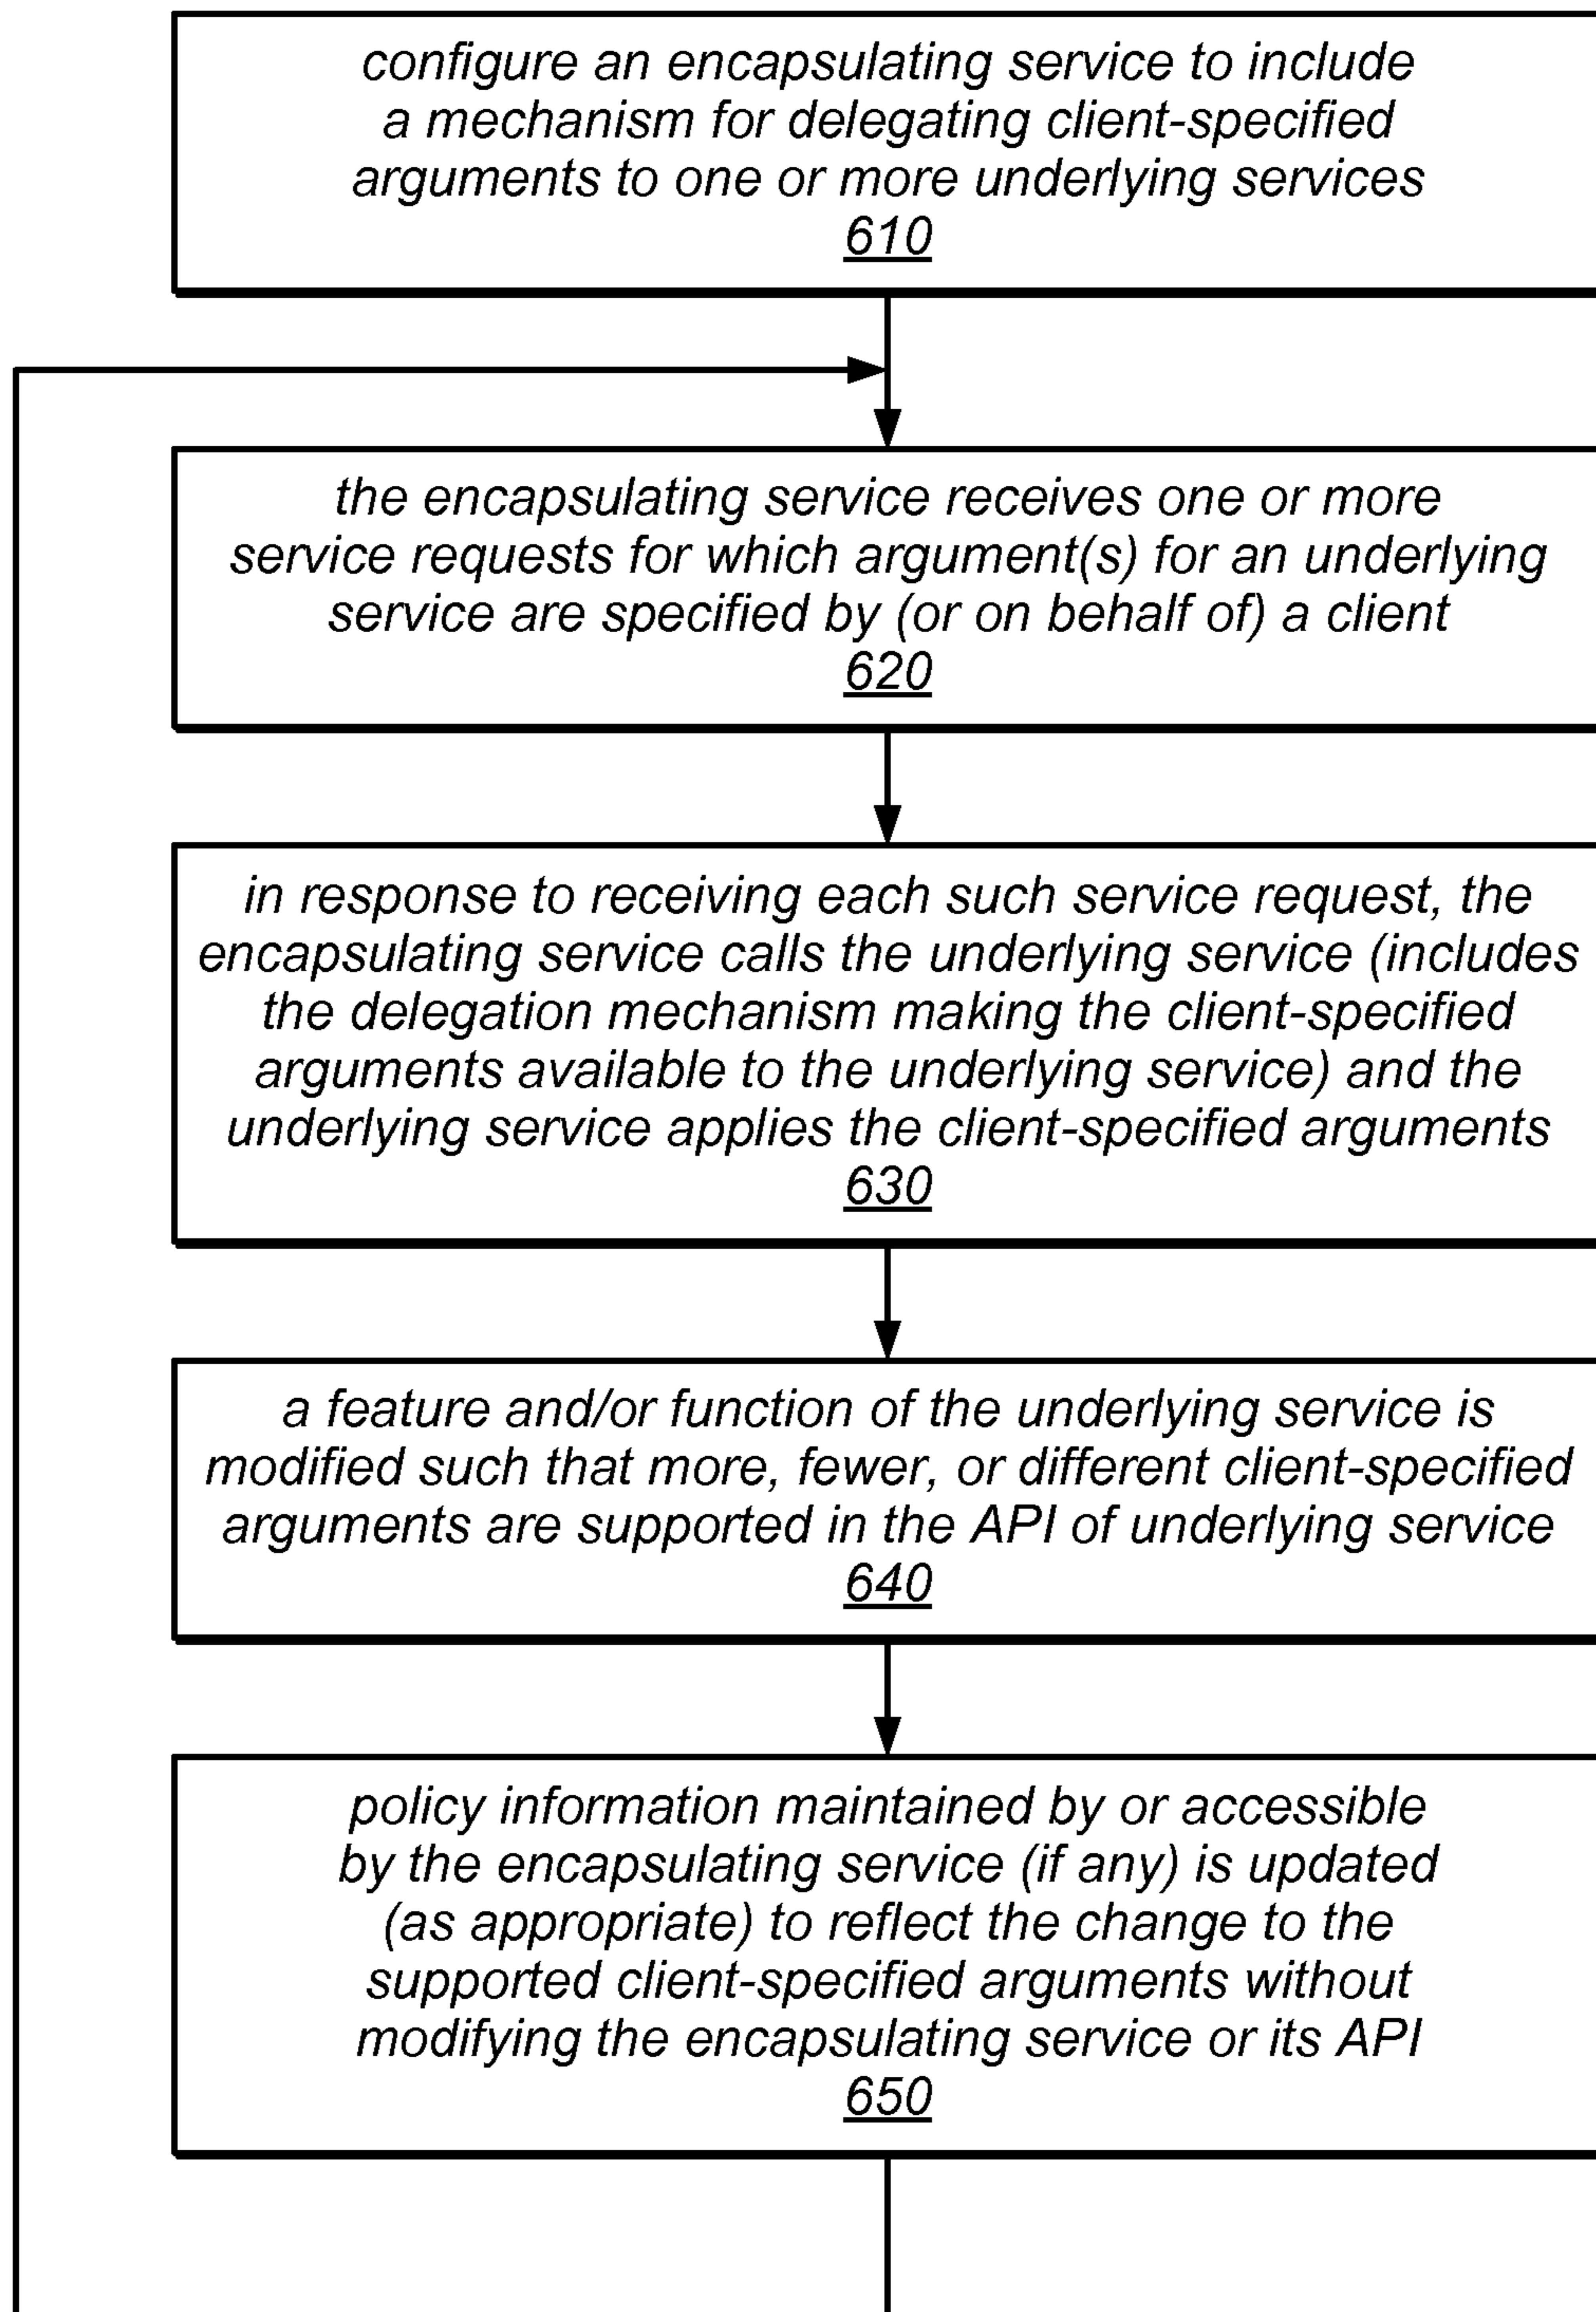 configure an encapsulating service to include
a mechanism for delegating client-specified
arguments to one or more underlying services
610
the encapsulating service receives one or more
service requests for which argument(s) for an underlying
service are specified by (or on behalf of) a client
620
in response to receiving each such service request, the
encapsulating service calls the underlying service (includes
the delegation mechanism making the client-specified
arguments available to the underlying service) and the
underlying service applies the client-specified arguments
630
a feature and/or function of the underlying service is
modified such that more, fewer, or different client-specified
arguments are supported in the API of underlying service
640
policy information maintained by or accessible
by the encapsulating service (if any) is updated
(as appropriate) to reflect the change to the
supported client-specified arguments without
modifying the encapsulating service or its API
650